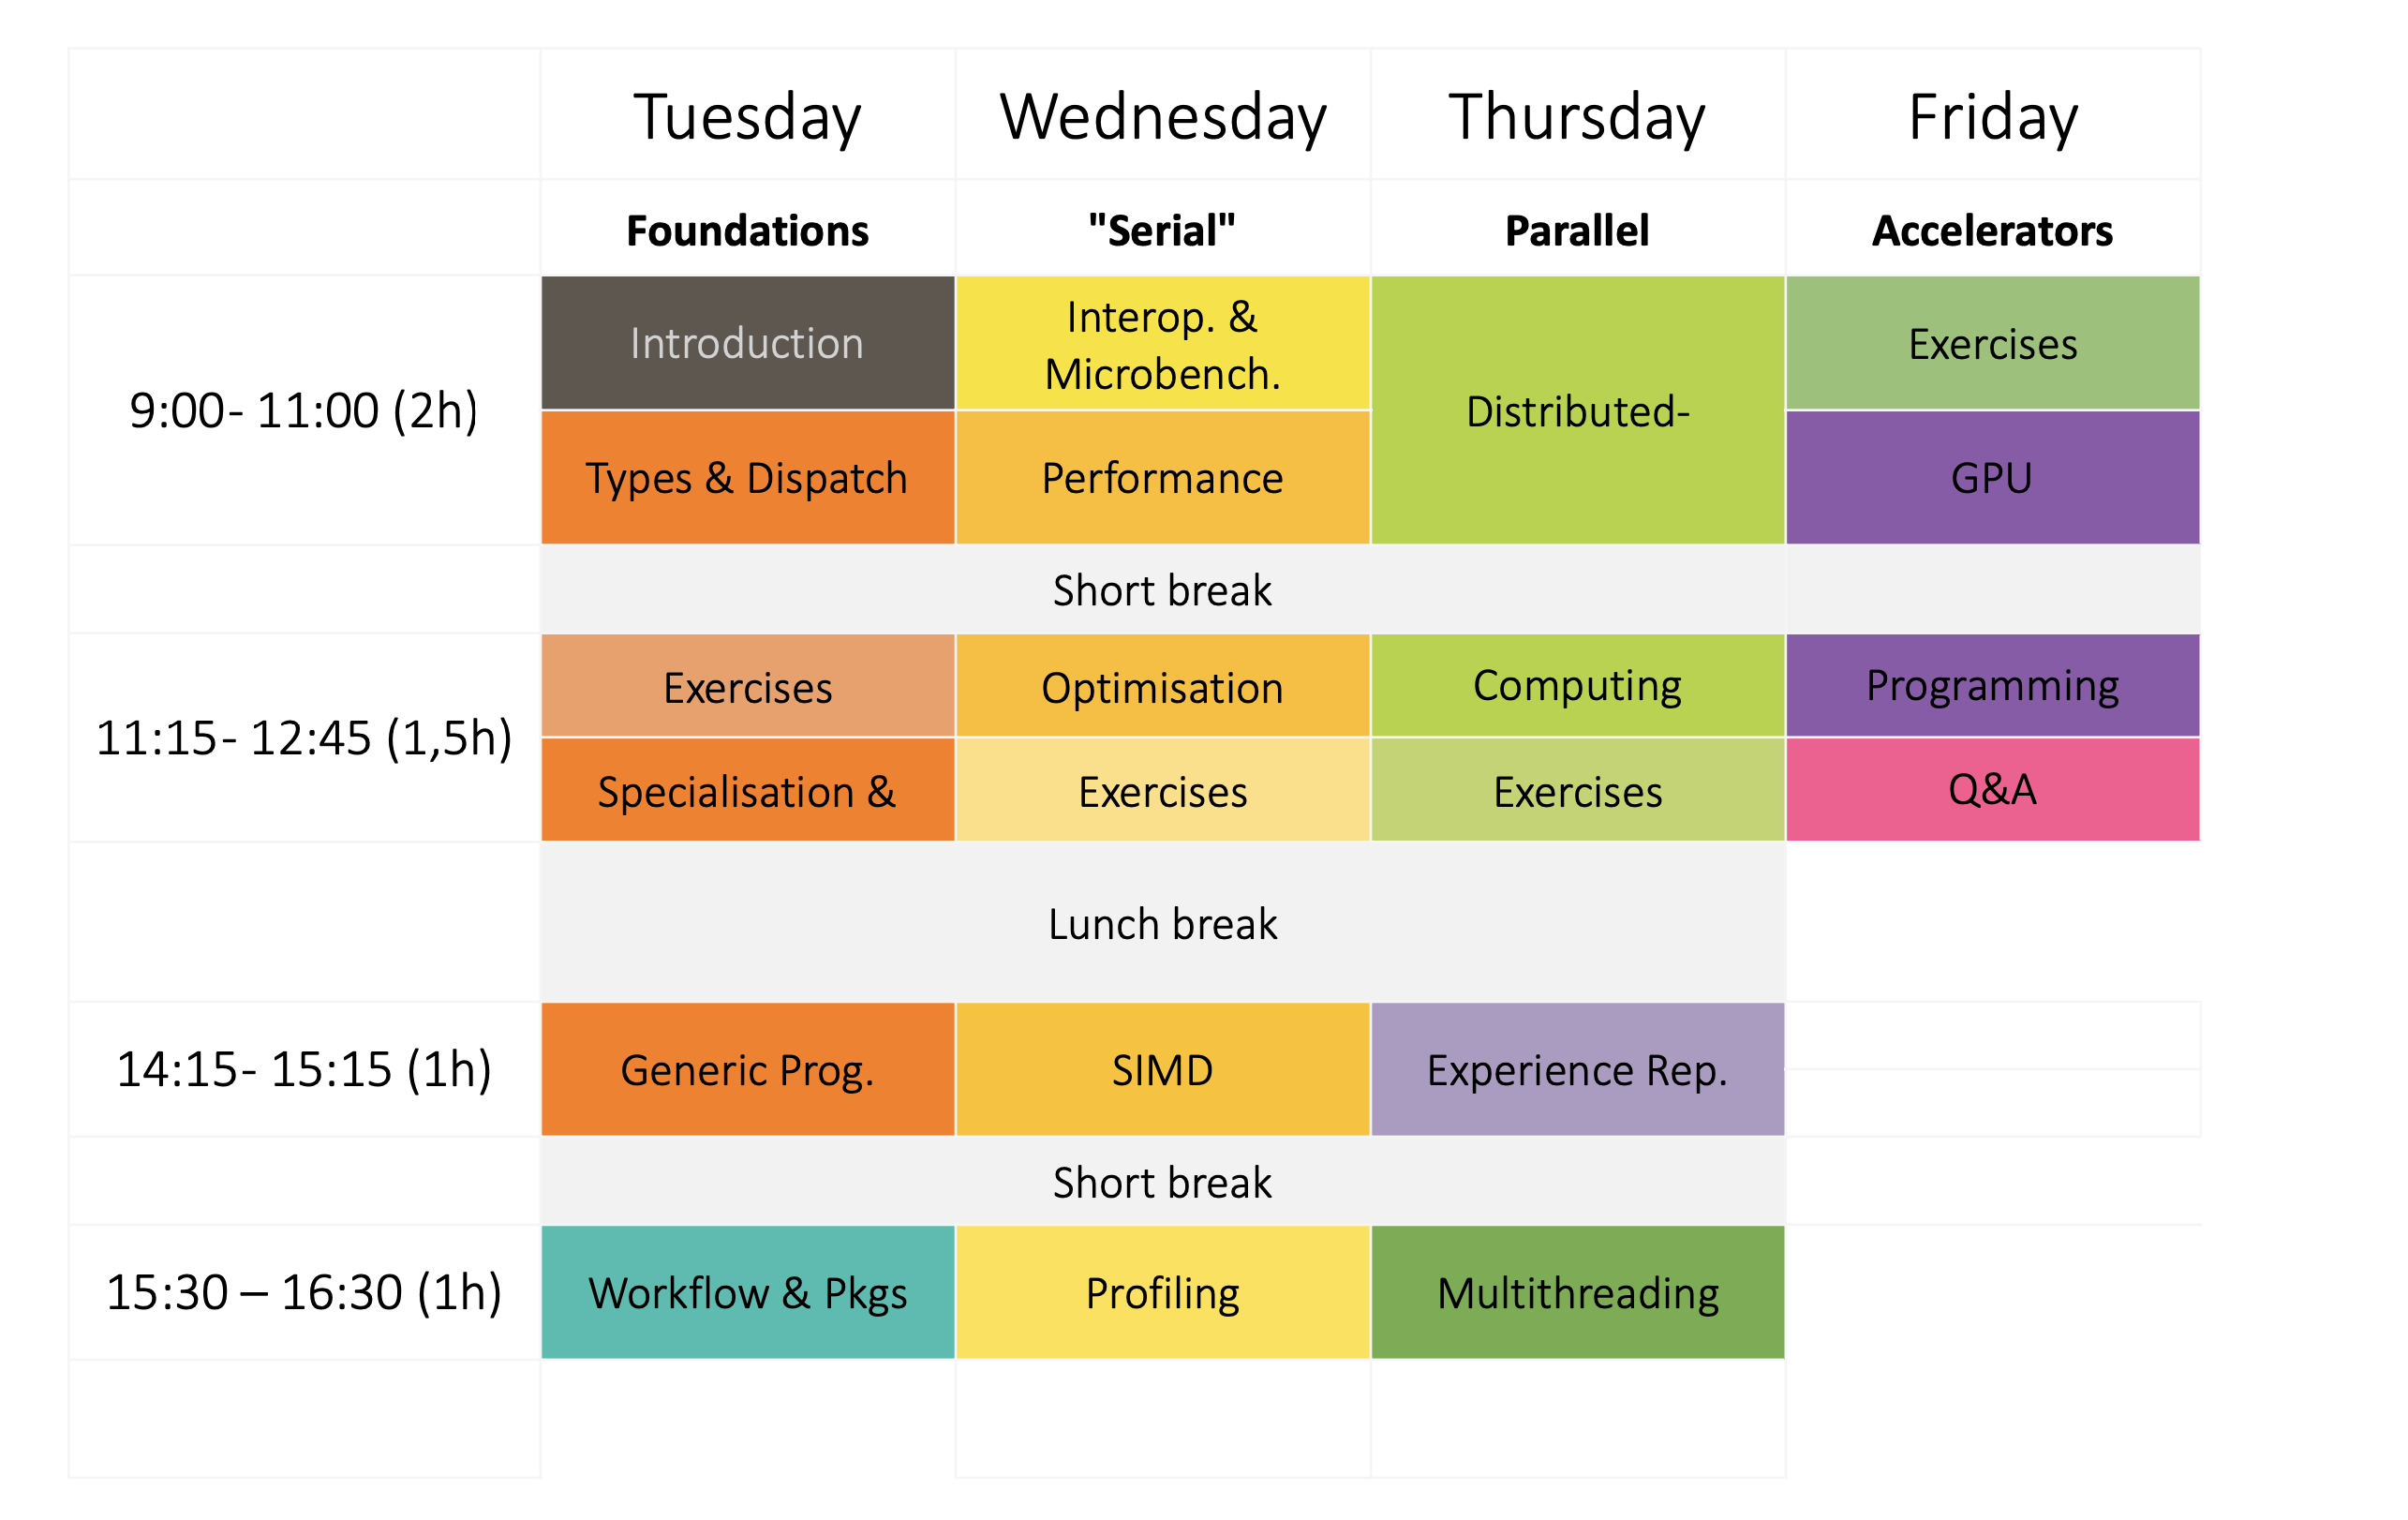 Tuesday Wednesday Thursday Friday
Foundations "Serial" Parallel Accelerators
9:00- 11:00 (2h)
Introduction
Interop. &
Microbench.
Distributed-
Exercises
Types & Dispatch
Perfomance
GPU
Short break
11:15- 12:45 (1,5h)
Exercises
Optimisation
Computing
Programming
Specialisation &
Exercises
Exercises
Q&A
Lunch break
14:15- 15:15 (1h)
Generic Prog.
SIMD
Experience Rep.
Short break
15:30 – 16:30 (1h)
Workflow & Pkgs
Profiling
Multithreading